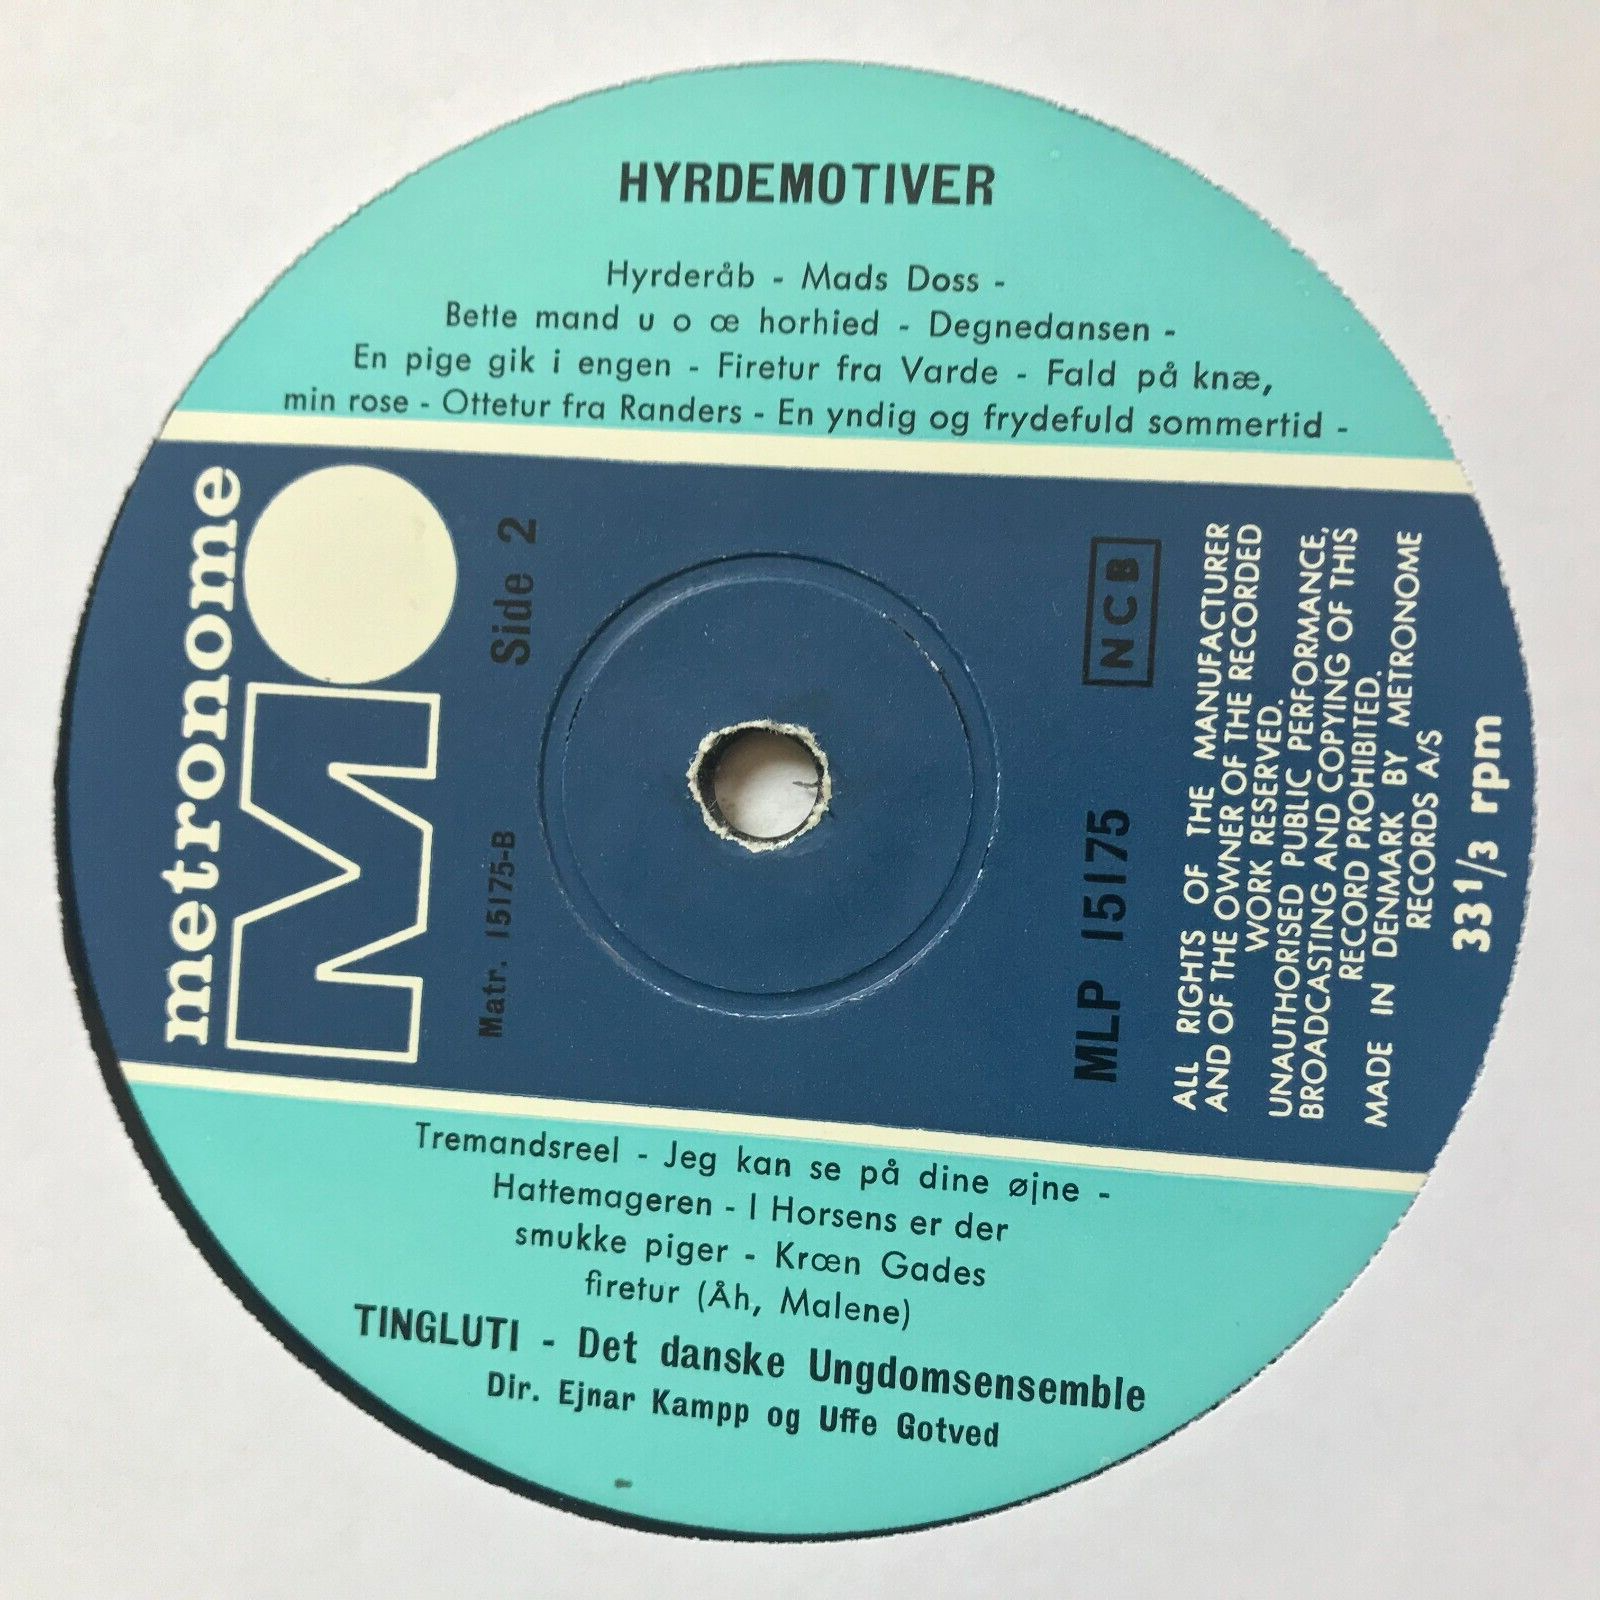 HYRDEMOTIVER
Hyrderåb - Mads Doss -
Bette mand u o æ horhied - Degnedansen -
En pige gik i engen - Firetur fra Varde - Fald på knæ,
min rose - Ottetur fra Randers - En yndig og frydefuld sommertid -
metronome
M
Matr. 15175-B
Side 2
MLP 15175
NCB
ALL RIGHTS OF THE MANUFACTURER
AND OF THE OWNER OF THE RECORDED
WORK RESERVED.
UNAUTHORISED PUBLIC PERFORMANCE,
BROADCASTING AND COPYING OF THIS
RECORD PROHIBITED.
MADE IN DENMARK BY METRONOME
RECORDS A/S
33 1/3 rpm
Tremandsreel - Jeg kan se på dine øjne -
Hattemageren - I Horsens er der
smukke piger - Kræn Gades
firetur (Åh, Malene)
TINGLUTI - Det danske Ungdomsensemble
Dir. Ejnar Kampp og Uffe Gotved